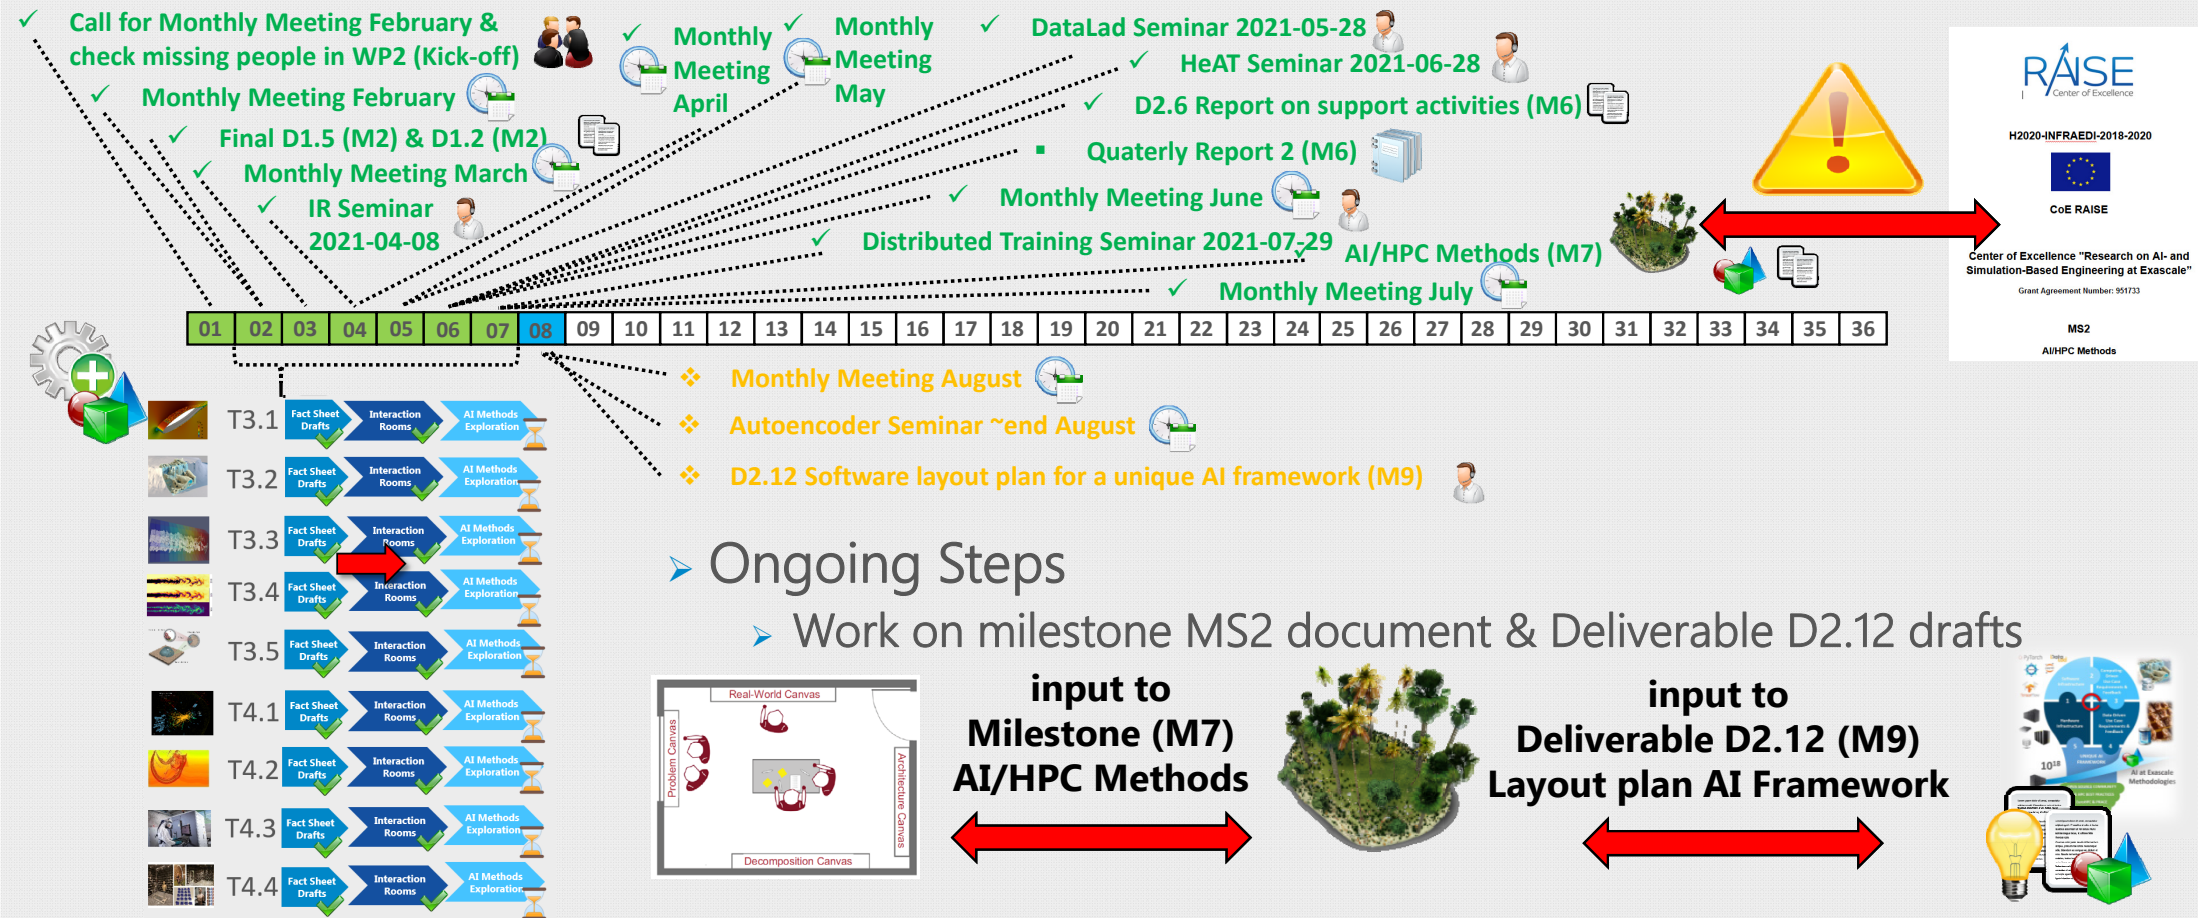 Call for Monthly Meeting February &
check missing people in WP2 (Kick-off)
Monthly Meeting February
Final D1.5 (M2) & D1.2 (M2)
Monthly Meeting March
IR Seminar
2021-04-08
Monthly
Meeting
April
Monthly
Meeting
May
DataLad Seminar 2021-05-28
HeAT Seminar 2021-06-28
D2.6 Report on support activities (M6)
Quaterly Report 2 (M6)
Monthly Meeting June
Distributed Training Seminar 2021-07-29
AI/HPC Methods (M7)
Monthly Meeting July
RAISE
Center of Excellence
H2020-INFRAEDI-2018-2020
CoE RAISE
Center of Excellence "Research on AI- and
Simulation-Based Engineering at Exascale"
Grant Agreement Number: 951733
MS2
AI/HPC Methods
01 02 03 04 05 06 07 08 09 10 11 12 13 14 15 16 17 18 19 20 21 22 23 24 25 26 27 28 29 30 31 32 33 34 35 36
Monthly Meeting August
Autoencoder Seminar ~end August
D2.12 Software layout plan for a unique AI framework (M9)
T3.1 Fact Sheet Drafts Interaction Rooms AI Methods Exploration
T3.2 Fact Sheet Drafts Interaction Rooms AI Methods Exploration
T3.3 Fact Sheet Drafts Interaction Rooms AI Methods Exploration
T3.4 Fact Sheet Drafts Interaction Rooms AI Methods Exploration
T3.5 Fact Sheet Drafts Interaction Rooms AI Methods Exploration
T4.1 Fact Sheet Drafts Interaction Rooms AI Methods Exploration
T4.2 Fact Sheet Drafts Interaction Rooms AI Methods Exploration
T4.3 Fact Sheet Drafts Interaction Rooms AI Methods Exploration
T4.4 Fact Sheet Drafts Interaction Rooms AI Methods Exploration
Ongoing Steps
Work on milestone MS2 document & Deliverable D2.12 drafts
Real-World Canvas
Problem Canvas
Architecture Canvas
Decomposition Canvas
input to
Milestone (M7)
AI/HPC Methods
input to
Deliverable D2.12 (M9)
Layout plan AI Framework
10^18
AI at Exascale
Methodologies